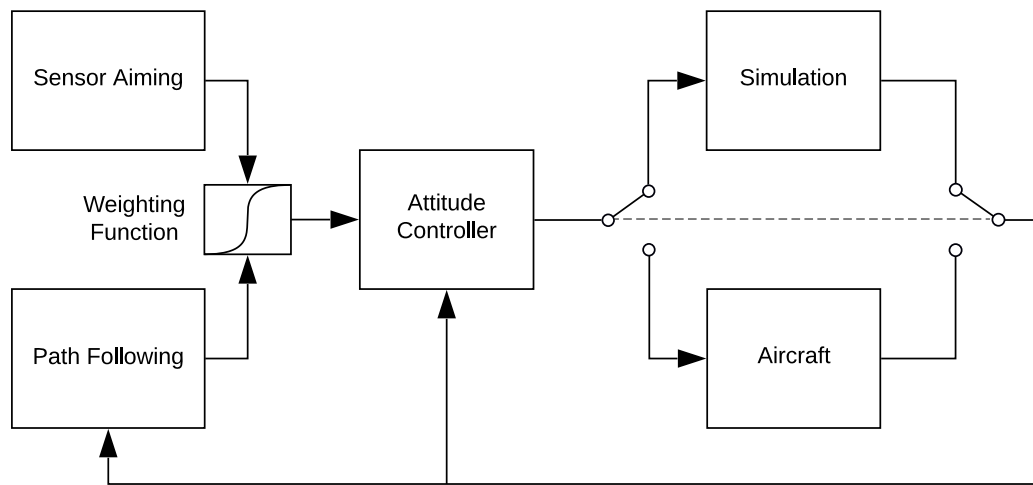 Sensor Aiming
Simulation
Weighting
Function
Attitude
Controller
Path Following
Aircraft